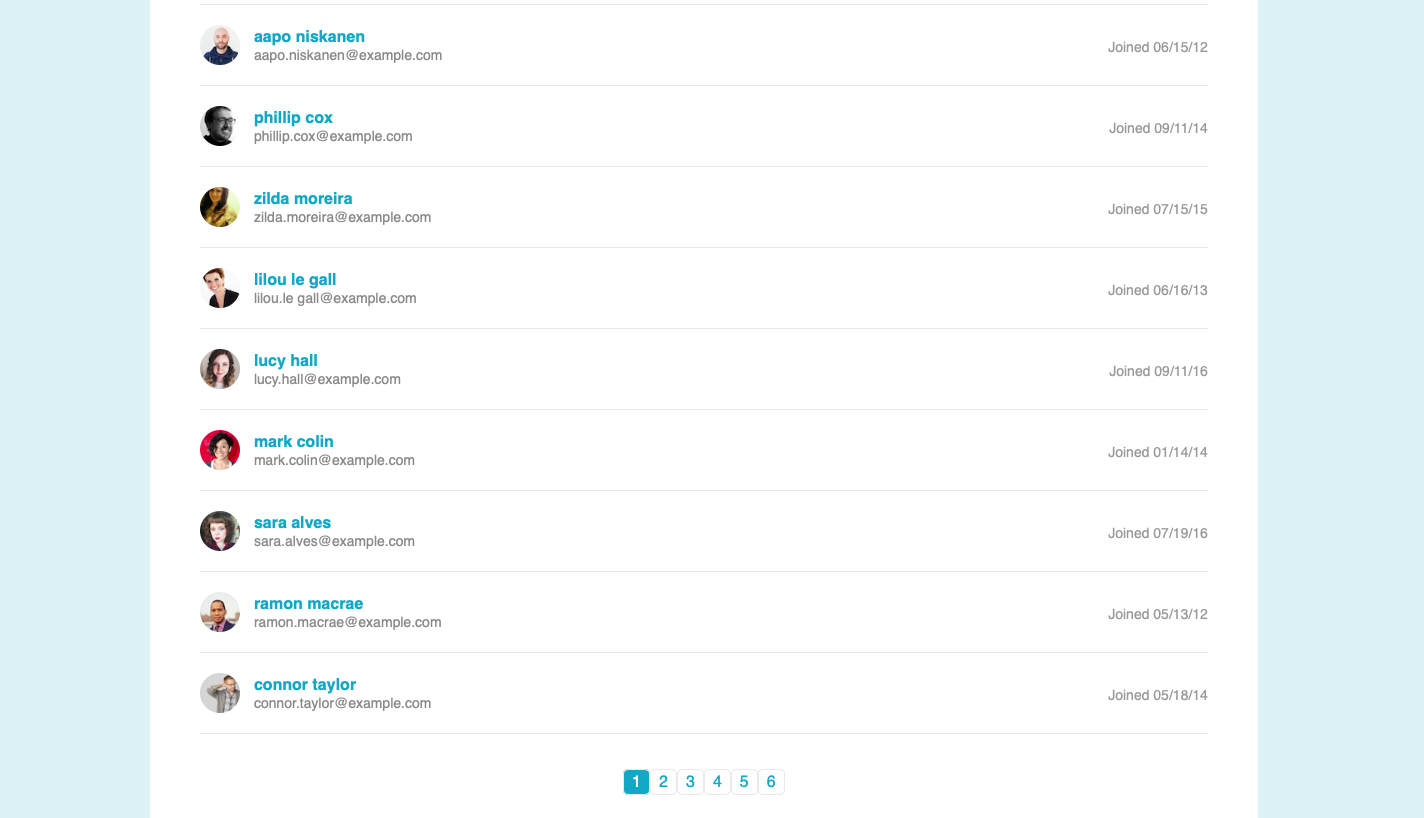 aapo niskanen
aapo.niskanen@example.com
Joined 06/15/12
phillip cox
phillip.cox@example.com
Joined 09/11/14
zilda moreira
zilda.moreira@example.com
Joined 07/15/15
lilou le gall
lilou.le gall@example.com
Joined 06/16/13
lucy hall
lucy.hall@example.com
Joined 09/11/16
mark colin
mark.colin@example.com
Joined 01/14/14
sara alves
sara.alves@example.com
Joined 07/19/16
ramon macrae
ramon.macrae@example.com
Joined 05/13/12
connor taylor
connor.taylor@example.com
Joined 05/18/14
1 2 3 4 5 6